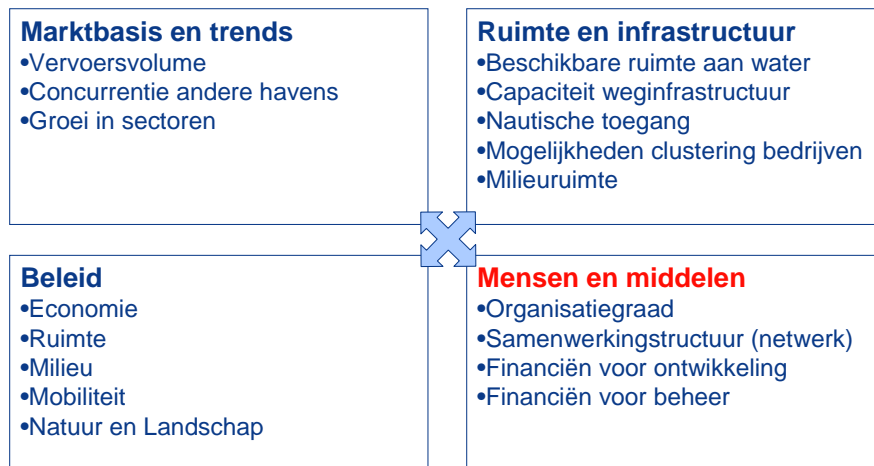 Marktbasis en trends
•Vervoersvolume
•Concurrentie andere havens
•Groei in sectoren
Ruimte en infrastructuur
•Beschikbare ruimte aan water
•Capaciteit weginfrastructuur
•Nautische toegang
•Mogelijkheden clustering bedrijven
•Milieuruimte
Beleid
•Economie
•Ruimte
•Milieu
•Mobiliteit
•Natuur en Landschap
Mensen en middelen
•Organisatiegraad
•Samenwerkingstructuur (netwerk)
•Financiën voor ontwikkeling
•Financiën voor beheer